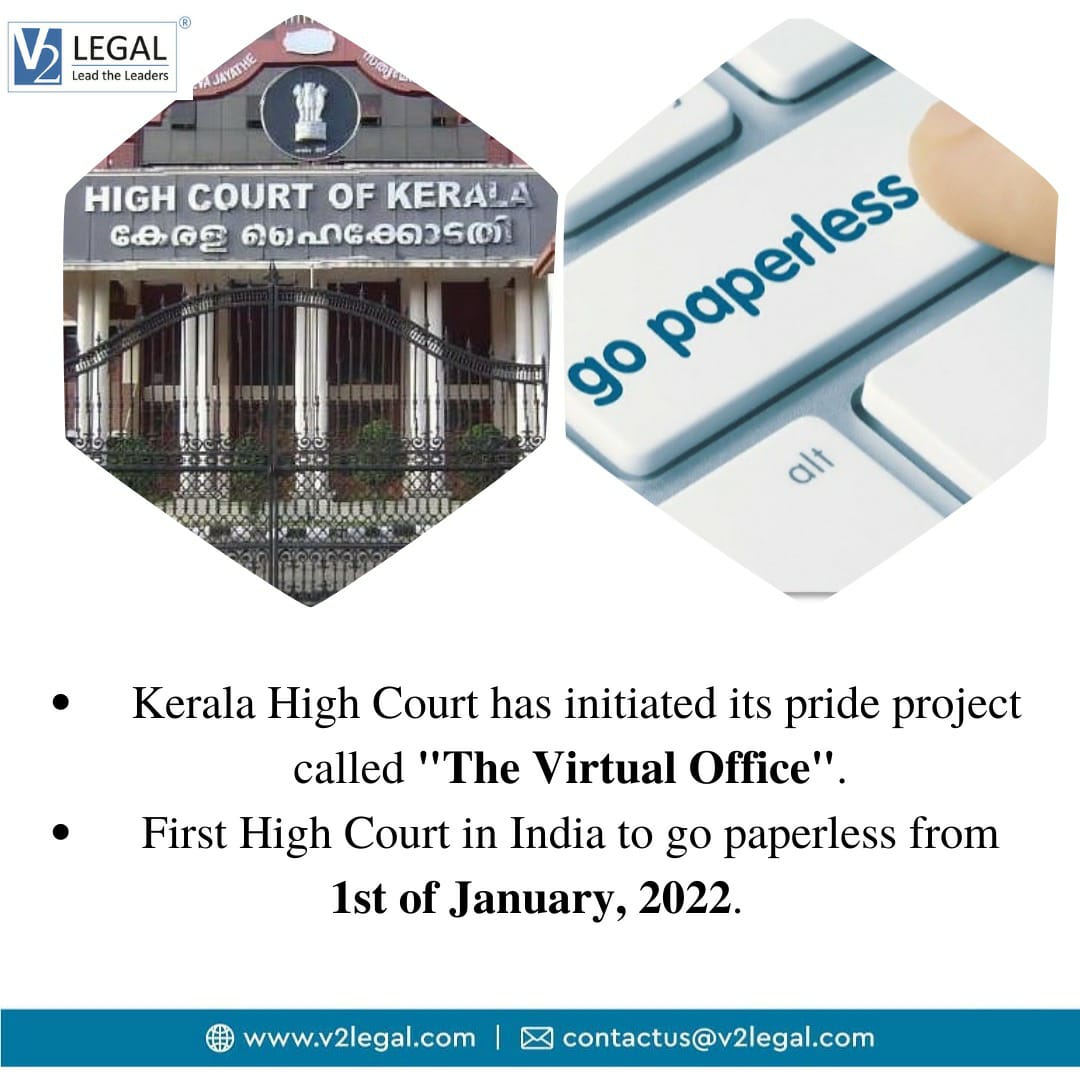 V2 LEGAL ®
Lead the Leaders
JAYATHE
HIGH COURT OF KERALA
കേരള ഹൈക്കോടതി
go paperless
alt
• Kerala High Court has initiated its pride project
called "The Virtual Office".
• First High Court in India to go paperless from
1st of January, 2022.
www.v2legal.com | contactus@v2legal.com